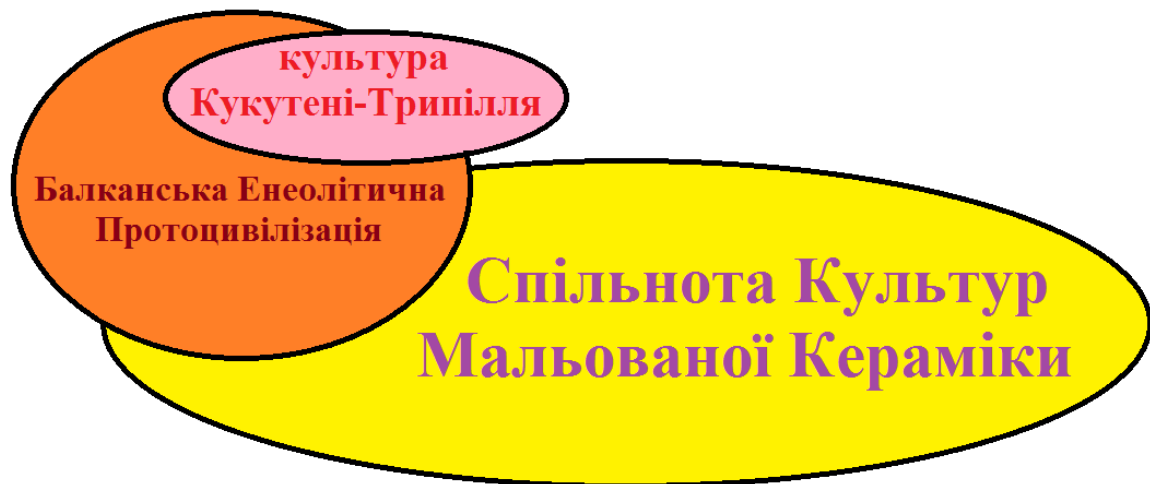 культура
Кукутені-Трипілля
Балканська Енеолітична
Протоцивілізація
Спільнота Культур
Мальованої Кераміки